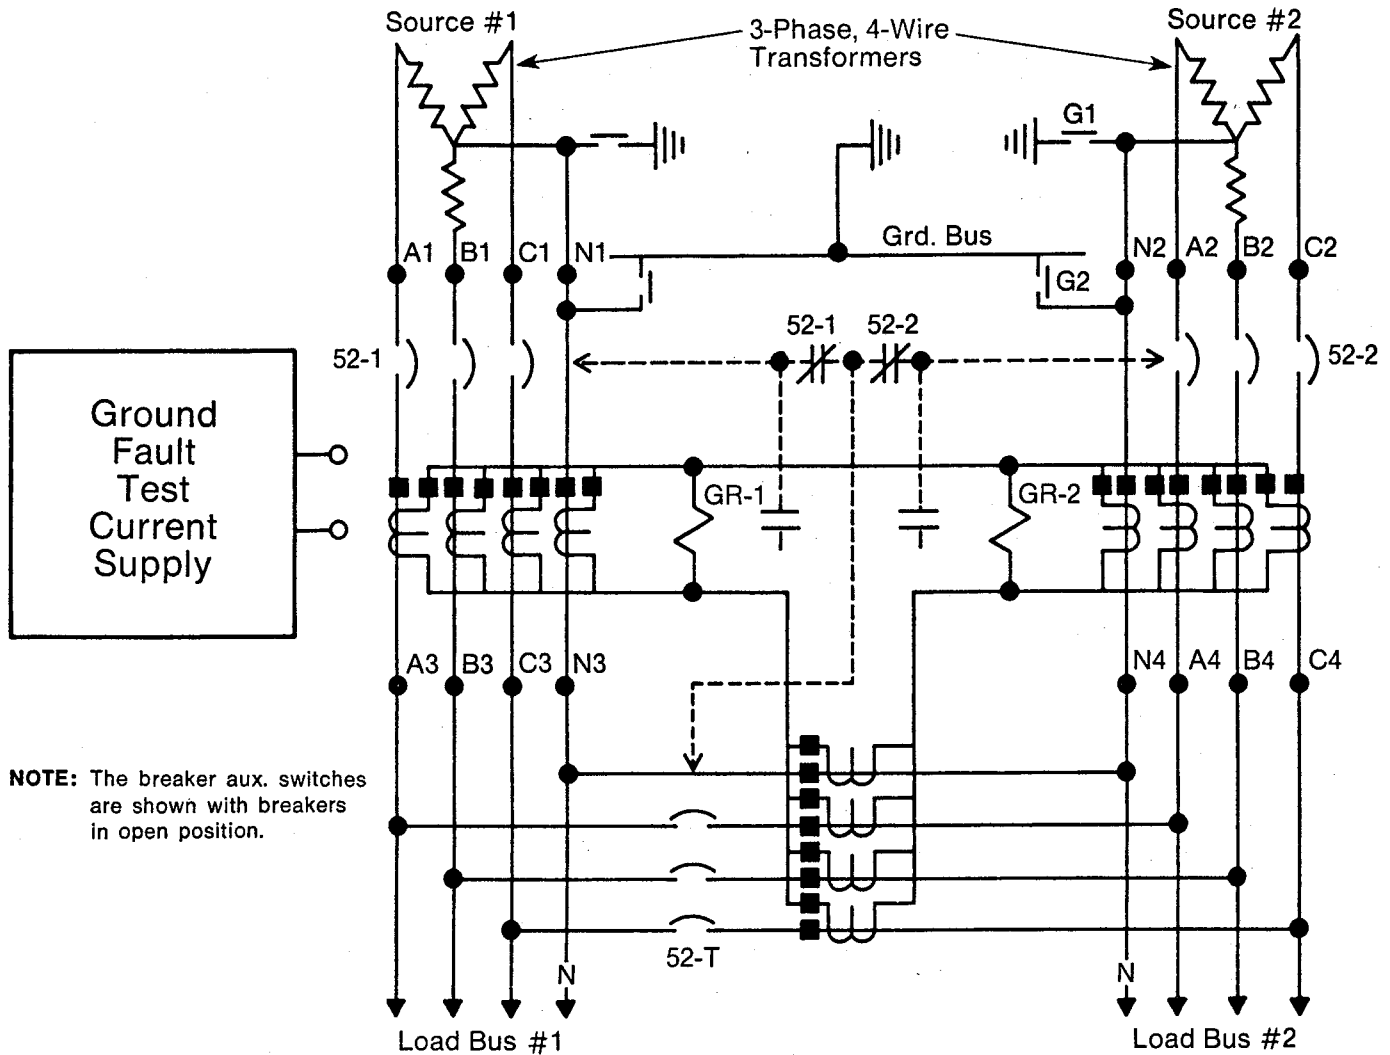 Source #1
3-Phase, 4-Wire
Transformers
Source #2
G1
Grd. Bus
A1 B1 C1 N1
N2 A2 B2 C2
G2
52-1
52-1 52-2
52-2
Ground
Fault
Test
Current
Supply
GR-1
GR-2
A3 B3 C3 N3
N4 A4 B4 C4
NOTE: The breaker aux. switches
are shown with breakers
in open position.
52-T
N
N
Load Bus #1
Load Bus #2